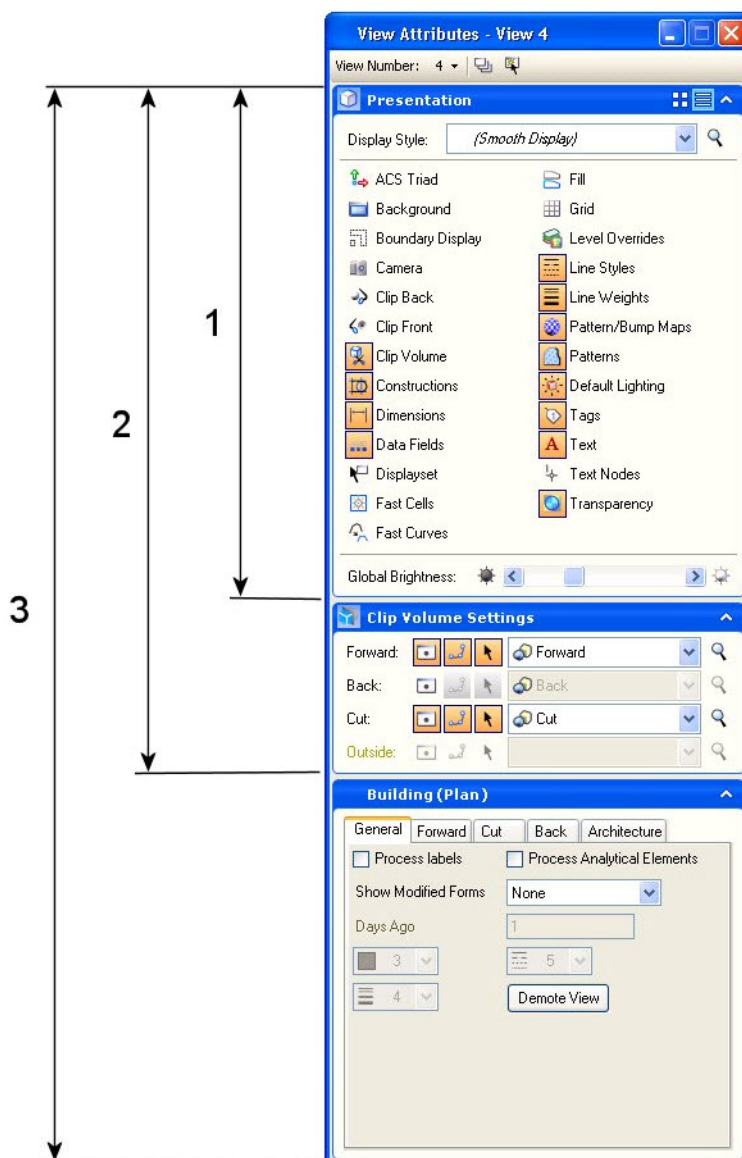 View Attributes - View 4
View Number: 4
Presentation
Display Style: (Smooth Display)
ACS Triad Fill
Background Grid
Boundary Display Level Overrides
Camera Line Styles
Clip Back Line Weights
1
Clip Front Pattern/Bump Maps
Clip Volume Patterns
Constructions Default Lighting
2
Dimensions Tags
Data Fields A Text
Displayset Text Nodes
Fast Cells Transparency
Fast Curves
Global Brightness:
3
Clip Volume Settings
Forward: Forward
Back: Back
Cut: Cut
Outside:
Building (Plan)
General Forward Cut Back Architecture
Process labels Process Analytical Elements
Show Modified Forms None
Days Ago 1
3 5
4 Demote View